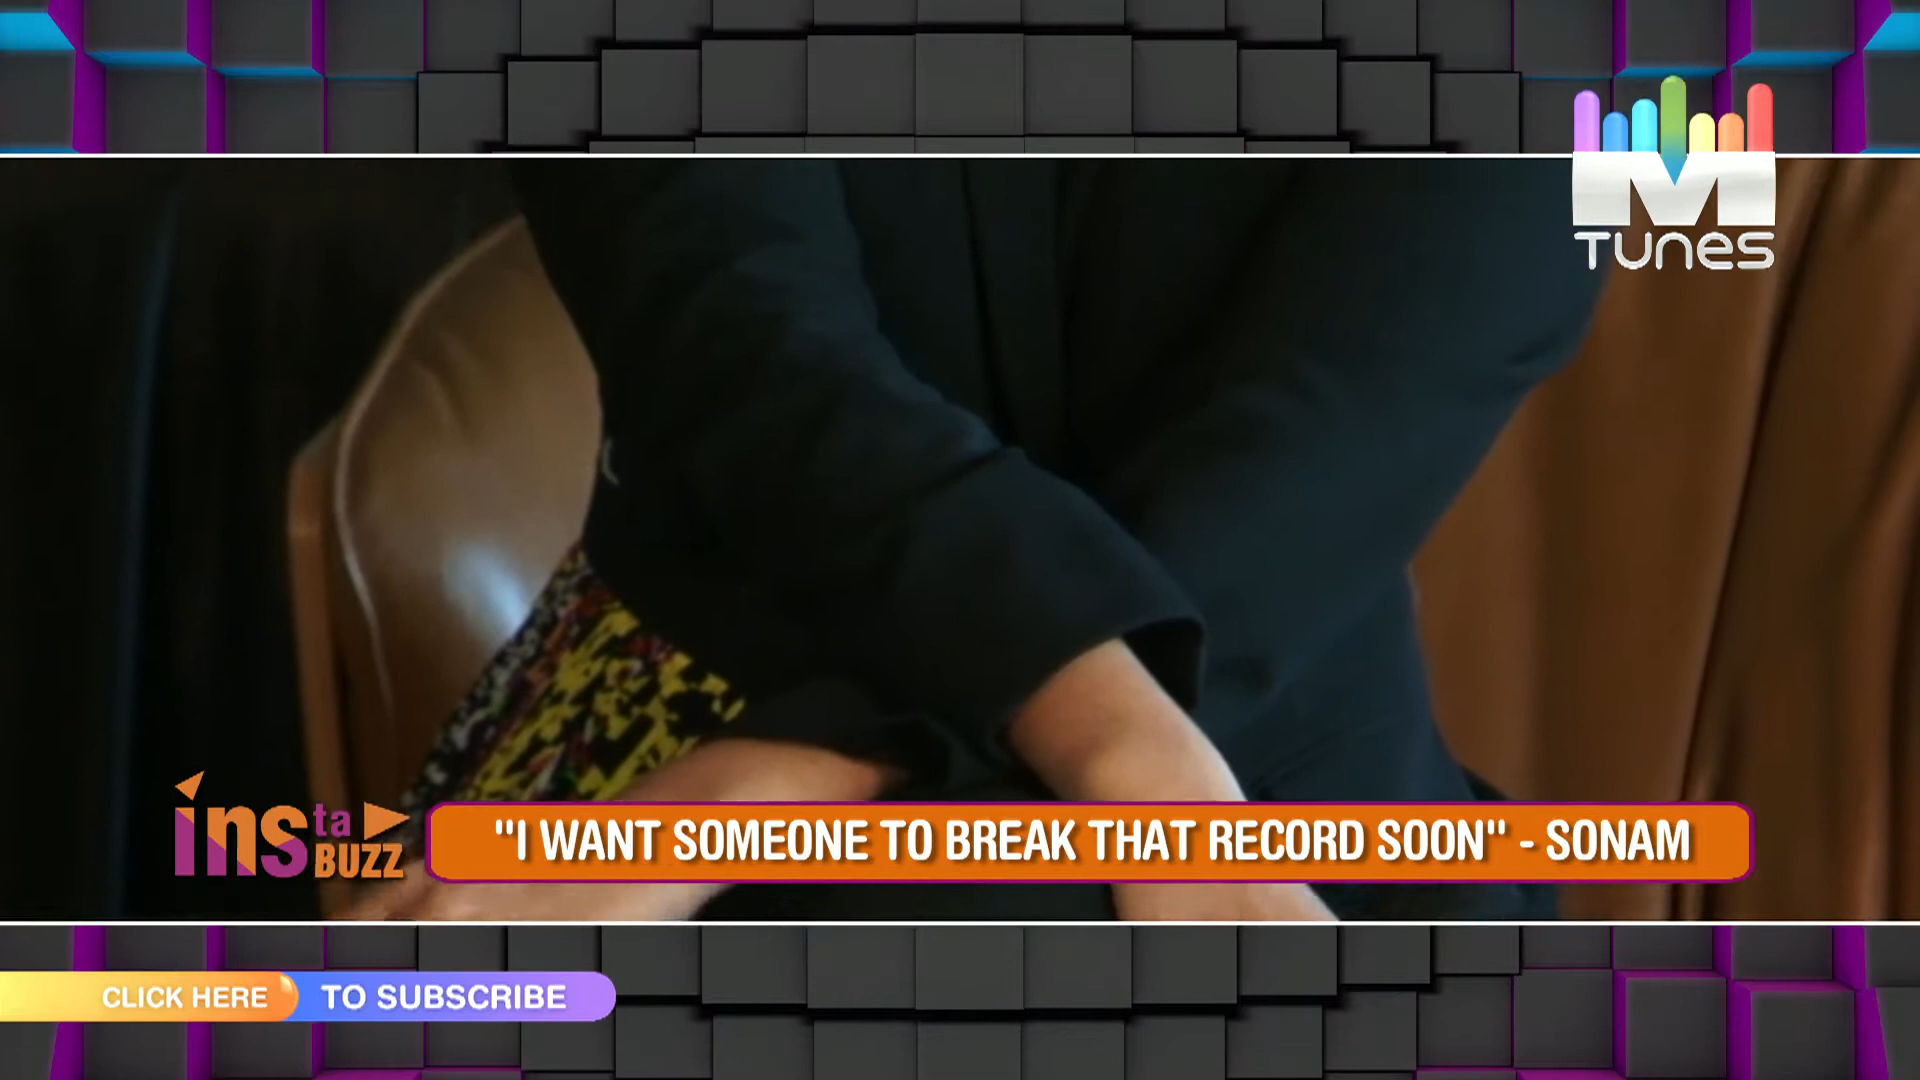 M
TUNeS
insta
BUZZ
"I WANT SOMEONE TO BREAK THAT RECORD SOON" - SONAM
CLICK HERE TO SUBSCRIBE